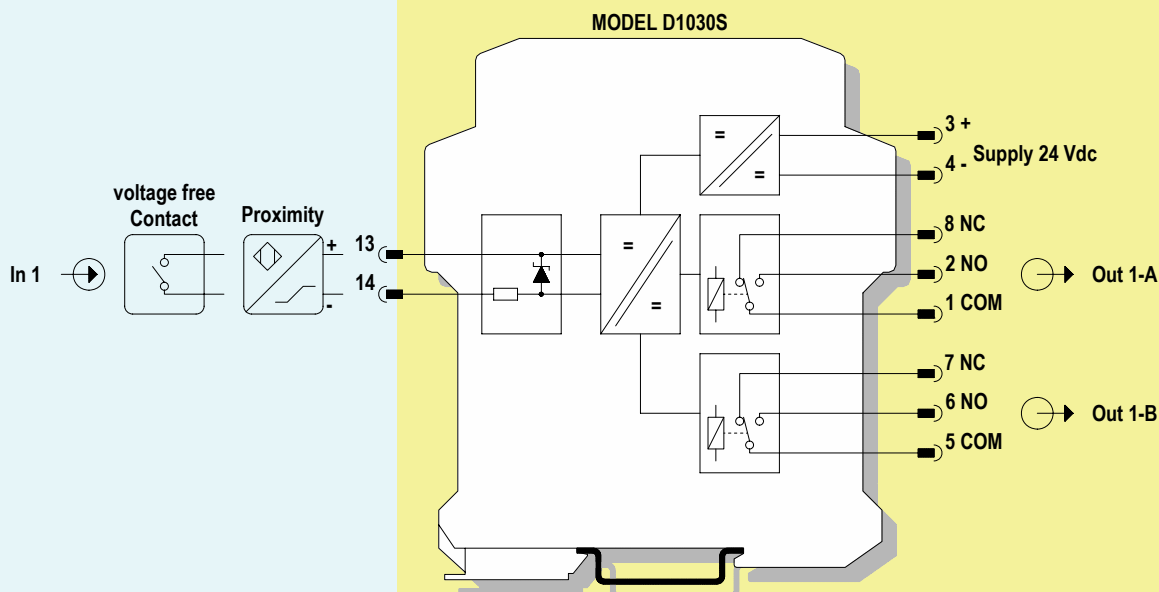 MODEL D1030S
3 +
Supply 24 Vdc
4 -
voltage free
Contact
Proximity
+
13
=
=
8 NC
In 1
=
2 NO
Out 1-A
14
-
=
1 COM
7 NC
6 NO
Out 1-B
5 COM